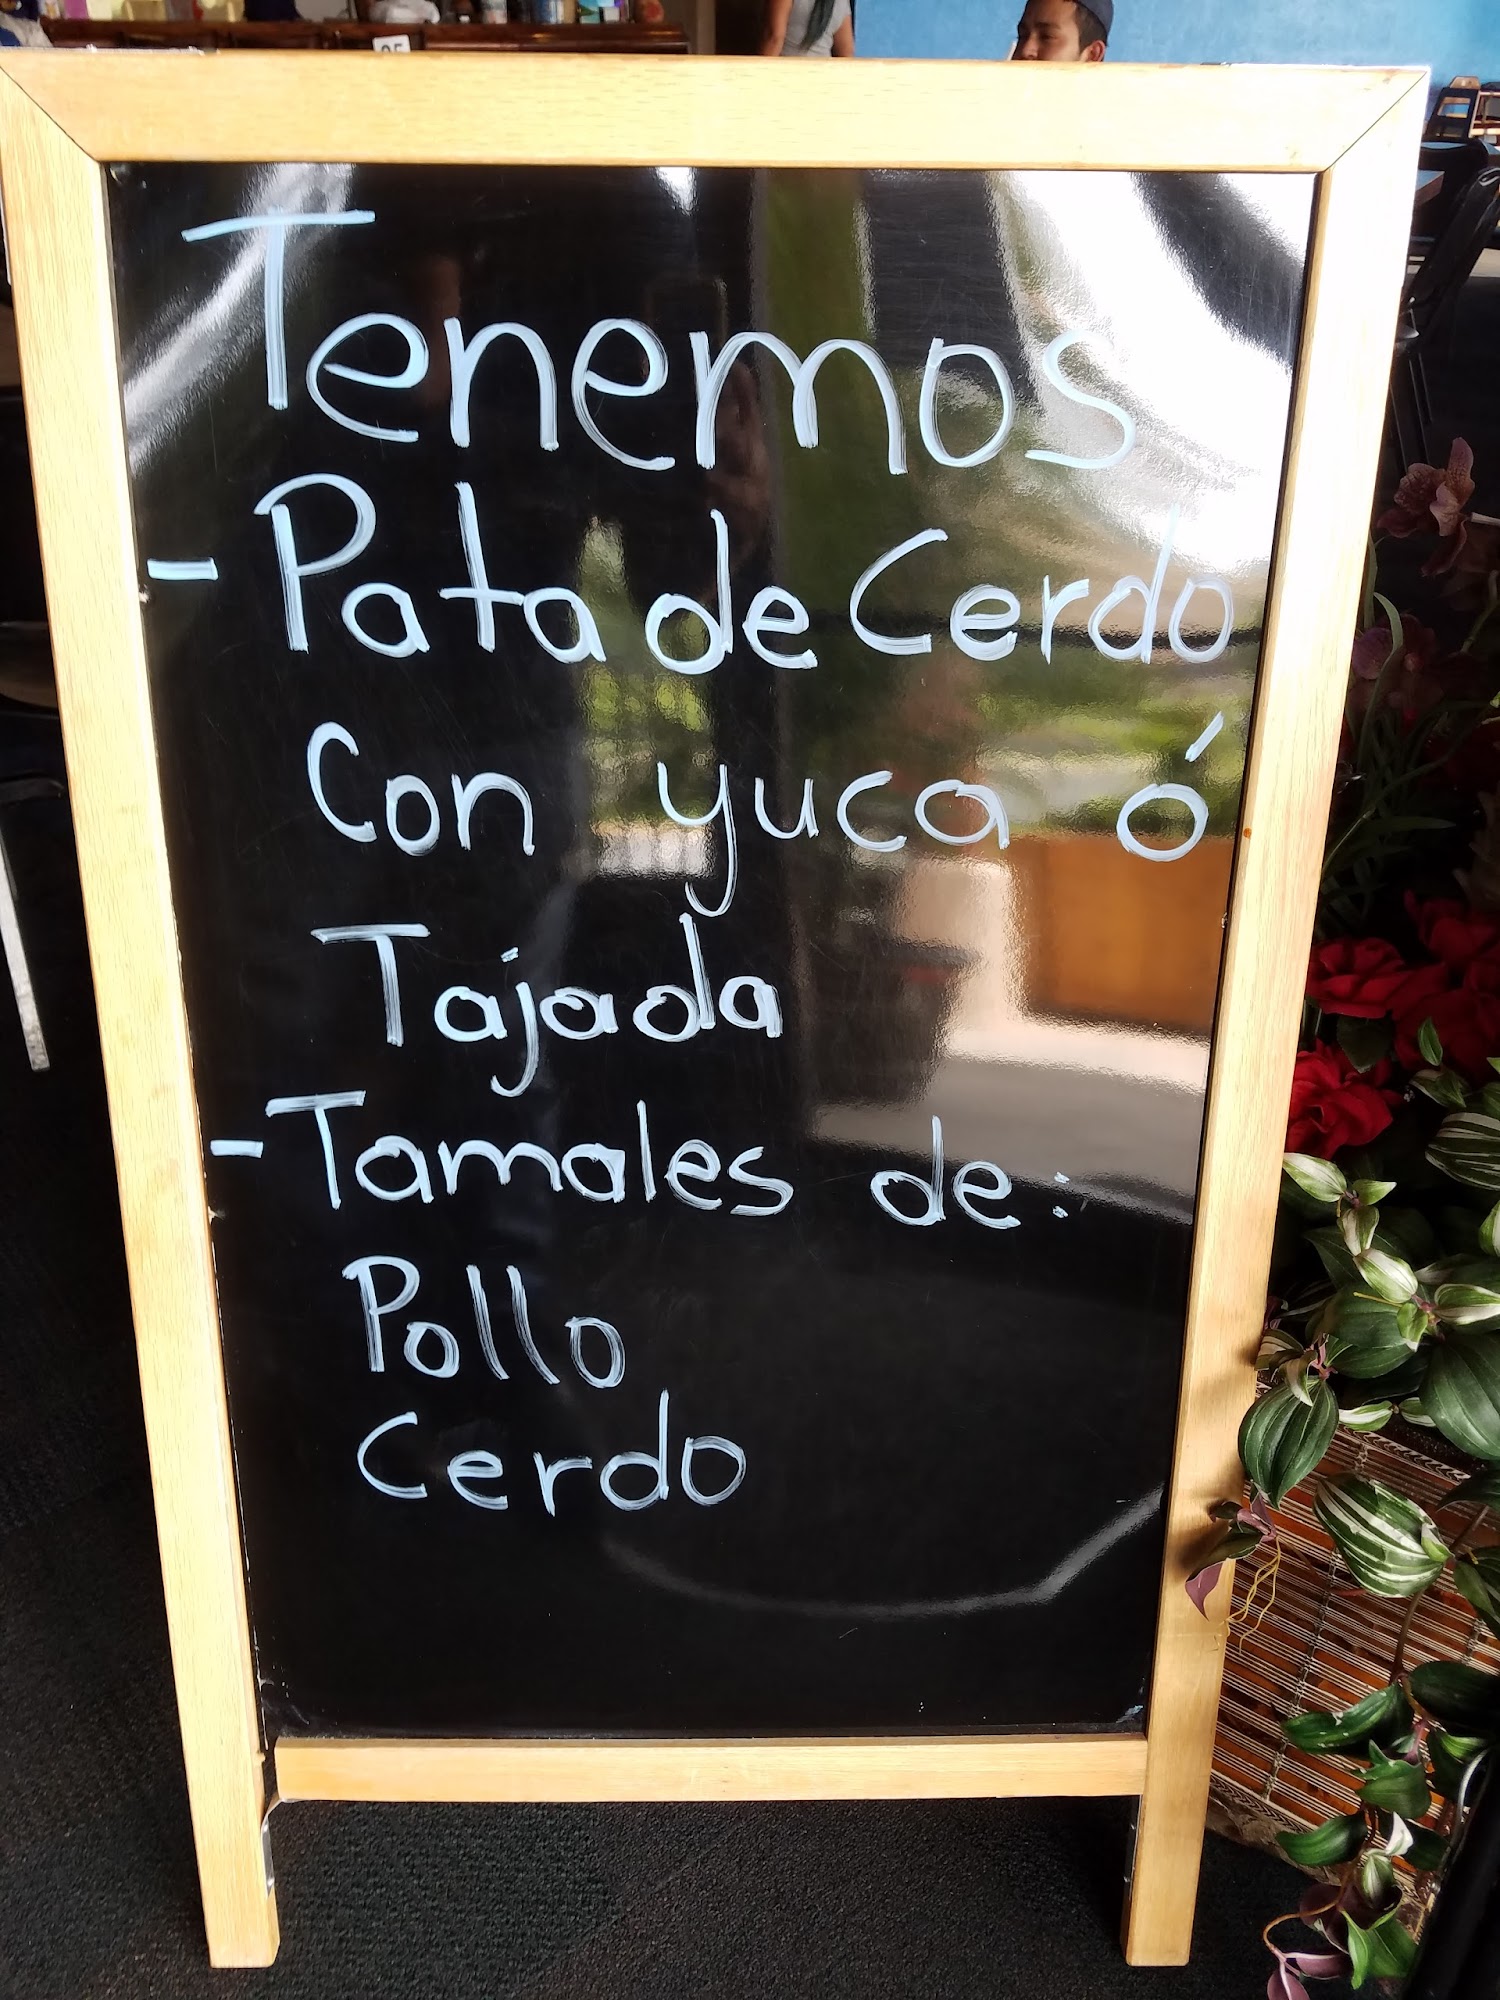 Tenemos
- Pata de Cerdo
Con yuca ó
Tajada
- Tamales de:
Pollo
Cerdo